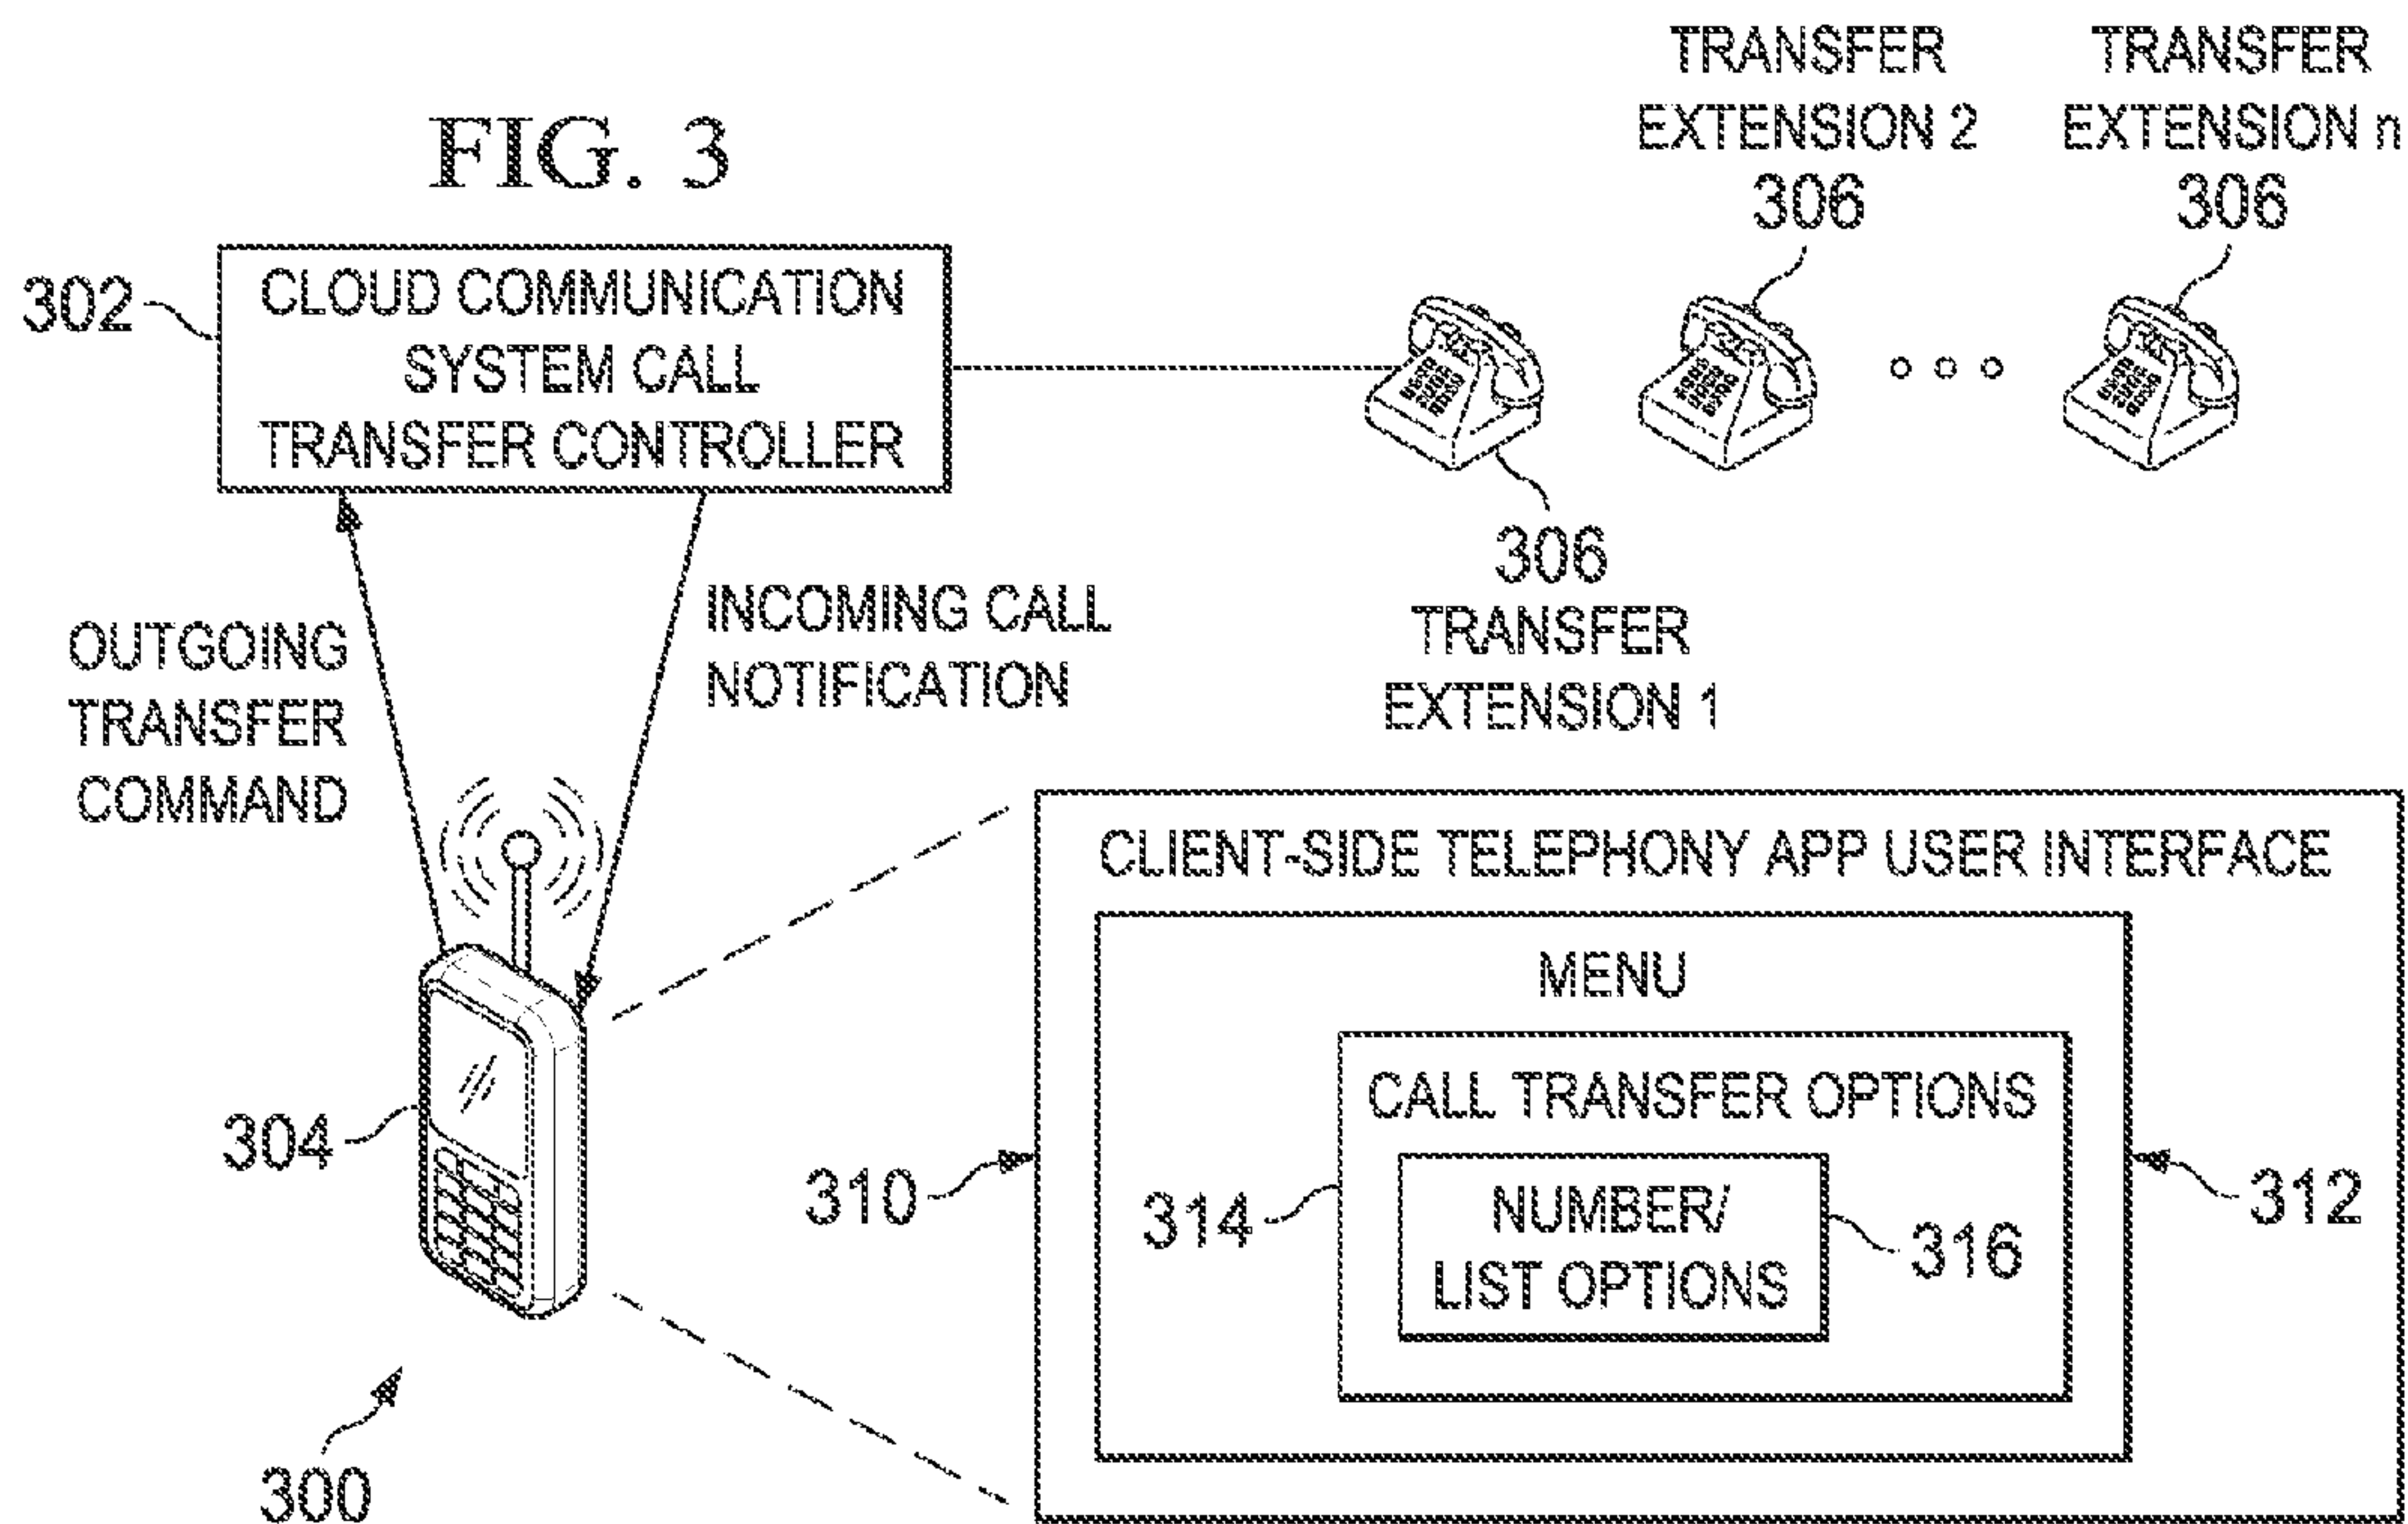 FIG. 3
TRANSFER
EXTENSION 2
306
TRANSFER
EXTENSION n
306
302
CLOUD COMMUNICATION
SYSTEM CALL
TRANSFER CONTROLLER
306
TRANSFER
EXTENSION 1
OUTGOING
TRANSFER
COMMAND
INCOMING CALL
NOTIFICATION
304
300
CLIENT-SIDE TELEPHONY APP USER INTERFACE
MENU
CALL TRANSFER OPTIONS
NUMBER/
LIST OPTIONS
310
314
316
312